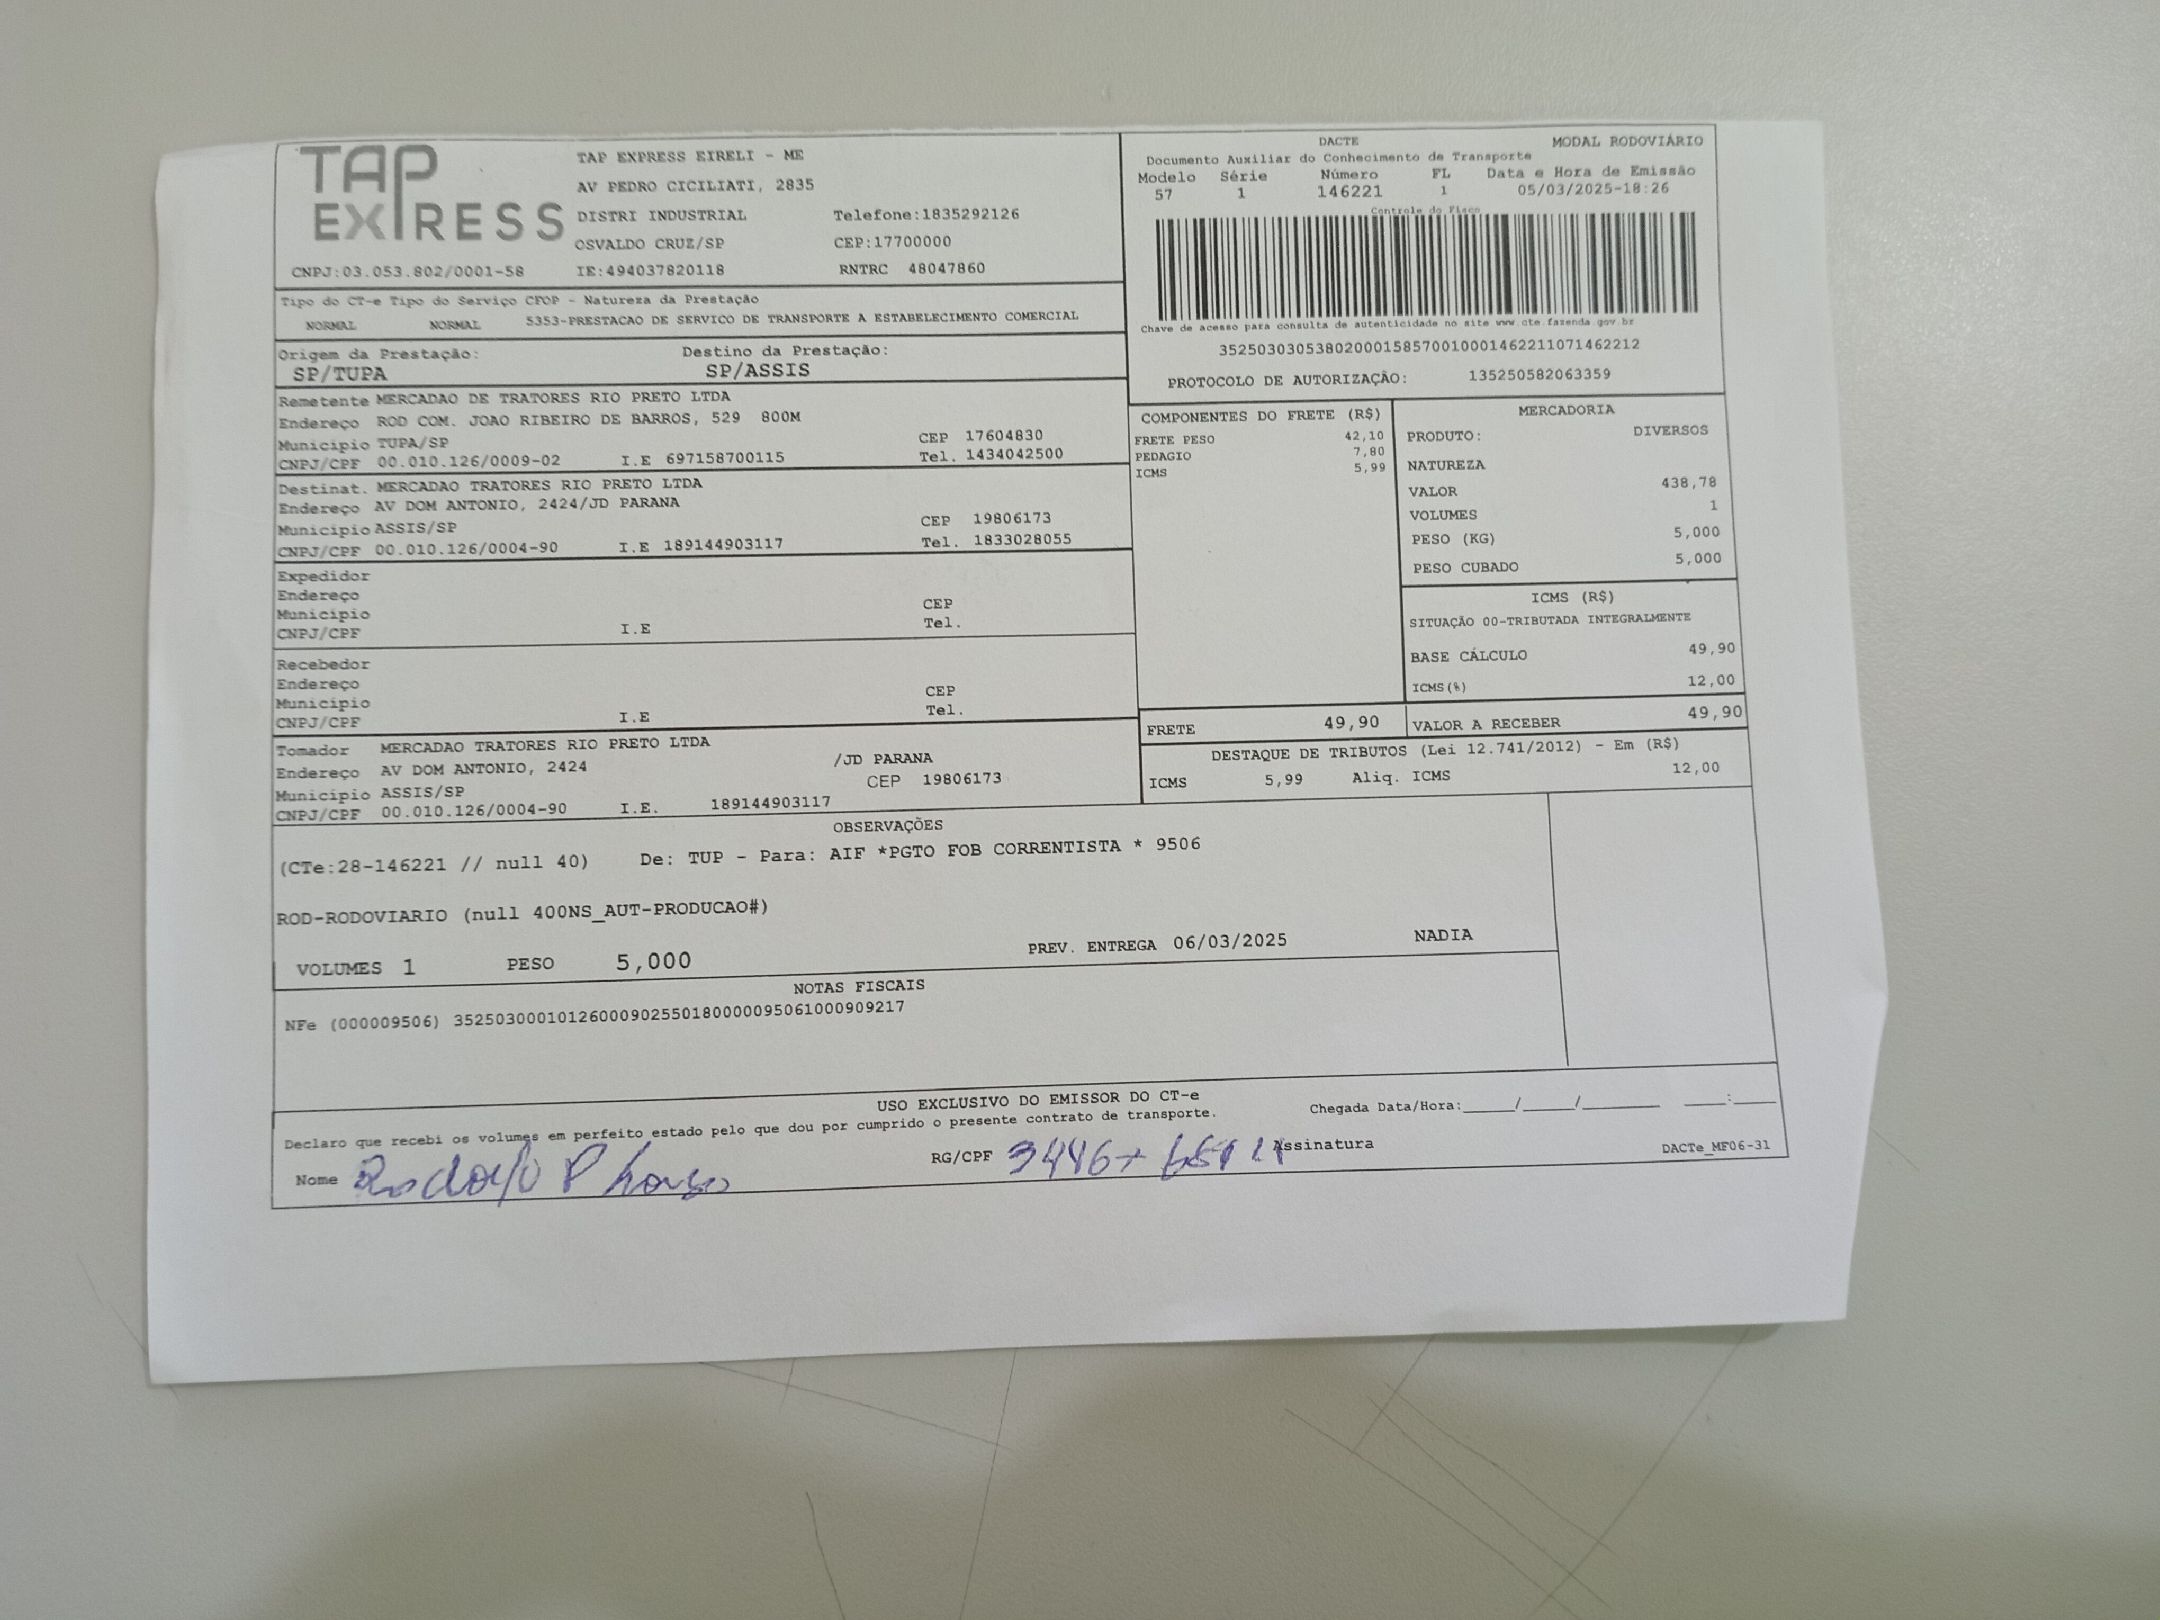 TAP
EXPRESS
TAP EXPRESS EIRELI - ME
AV PEDRO CICILIATI, 2835
DISTRI INDUSTRIAL Telefone:1835292126
OSVALDO CRUZ/SP CEP:17700000
CNPJ:03.053.802/0001-58 IE:494037820118 RNTRC 48047860
DACTE MODAL RODOVIÁRIO
Documento Auxiliar do Conhecimento de Transporte
Modelo Série Número FL Data e Hora de Emissão
57 1 146221 1 05/03/2025-18:26
Controle do Fisco
Chave de acesso para consulta de autenticidade no site www.cte.fazenda.gov.br
35250303053802000158570010001462211071462212
PROTOCOLO DE AUTORIZAÇÃO: 135250582063359
Tipo do CT-e Tipo do Serviço CFOP - Natureza da Prestação
NORMAL NORMAL 5353-PRESTACAO DE SERVICO DE TRANSPORTE A ESTABELECIMENTO COMERCIAL
Origem da Prestação: Destino da Prestação:
SP/TUPA SP/ASSIS
Remetente MERCADAO DE TRATORES RIO PRETO LTDA
Endereço ROD COM. JOAO RIBEIRO DE BARROS, 529 800M
Município TUPA/SP CEP 17604830
CNPJ/CPF 00.010.126/0009-02 I.E 697158700115 Tel. 1434042500
Destinat. MERCADAO TRATORES RIO PRETO LTDA
Endereço AV DOM ANTONIO, 2424/JD PARANA
Município ASSIS/SP CEP 19806173
CNPJ/CPF 00.010.126/0004-90 I.E 189144903117 Tel. 1833028055
Expedidor
Endereço
Município CEP
CNPJ/CPF I.E Tel.
Recebedor
Endereço
Município CEP
CNPJ/CPF I.E Tel.
Tomador MERCADAO TRATORES RIO PRETO LTDA
Endereço AV DOM ANTONIO, 2424 /JD PARANA
Município ASSIS/SP CEP 19806173
CNPJ/CPF 00.010.126/0004-90 I.E. 189144903117
COMPONENTES DO FRETE (R$)
FRETE PESO 42,10
PEDAGIO 7,80
ICMS 5,99
MERCADORIA
PRODUTO: DIVERSOS
NATUREZA
VALOR 438,78
VOLUMES 1
PESO (KG) 5,000
PESO CUBADO 5,000
ICMS (R$)
SITUAÇÃO 00-TRIBUTADA INTEGRALMENTE
BASE CÁLCULO 49,90
ICMS(%) 12,00
FRETE 49,90 VALOR A RECEBER 49,90
DESTAQUE DE TRIBUTOS (Lei 12.741/2012) - Em (R$)
ICMS 5,99 Aliq. ICMS 12,00
OBSERVAÇÕES
(CTe:28-146221 // null 40) De: TUP - Para: AIF *PGTO FOB CORRENTISTA * 9506
ROD-RODOVIARIO (null 400NS_AUT-PRODUCAO#)
VOLUMES 1 PESO 5,000 PREV. ENTREGA 06/03/2025 NADIA
NOTAS FISCAIS
NFe (000009506) 35250300010126000902550180000095061000909217
USO EXCLUSIVO DO EMISSOR DO CT-e
Declaro que recebi os volumes em perfeito estado pelo que dou por cumprido o presente contrato de transporte. Chegada Data/Hora:_____/_____/_______ ____:____
Nome Rodolfo P RG/CPF Assinatura DACTe_MF06-31